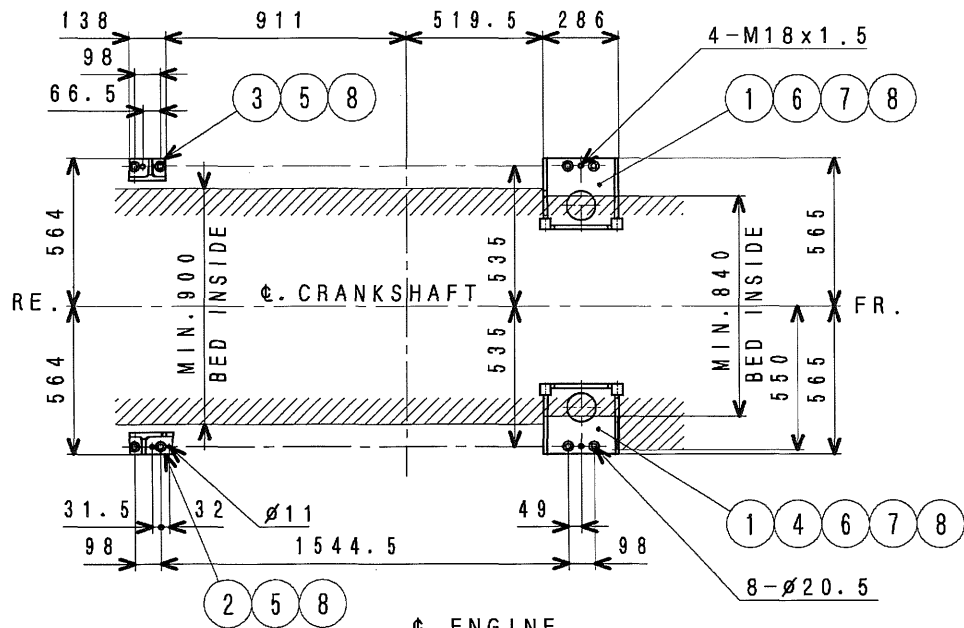 138 911 519.5 286
4-M18x1.5
98
66.5
3 5 8
1 6 7 8
564
MIN.900
BED INSIDE
535
MIN.840
BED INSIDE
565
RE.
℄. CRANKSHAFT
FR.
564
535
550
565
31.5 32
ø11
49
98 1544.5 98
1 4 6 7 8
8-ø20.5
2 5 8
℄ ENGINE